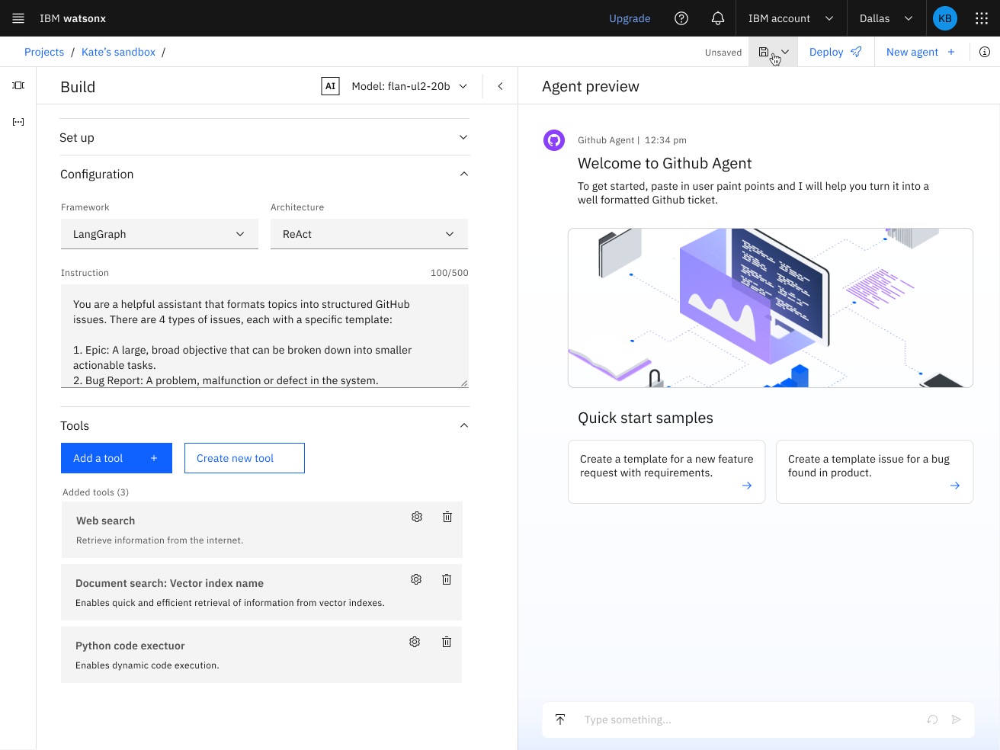 IBM watsonx
Upgrade
IBM account
Dallas
KB
Projects / Kate's sandbox /
Unsaved
Deploy
New agent +
Build
AI
Model: flan-ul2-20b
Agent preview
Set up
Configuration
Framework
Architecture
LangGraph
ReAct
Instruction
100/500
You are a helpful assistant that formats topics into structured GitHub
issues. There are 4 types of issues, each with a specific template:
1. Epic: A large, broad objective that can be broken down into smaller
actionable tasks.
2. Bug Report: A problem, malfunction or defect in the system.
Tools
Add a tool +
Create new tool
Added tools (3)
Web search
Retrieve information from the internet.
Document search: Vector index name
Enables quick and efficient retrieval of information from vector indexes.
Python code exectuor
Enables dynamic code execution.
Github Agent | 12:34 pm
Welcome to Github Agent
To get started, paste in user paint points and I will help you turn it into a
well formatted Github ticket.
Quick start samples
Create a template for a new feature
request with requirements.
Create a template issue for a bug
found in product.
Type something...